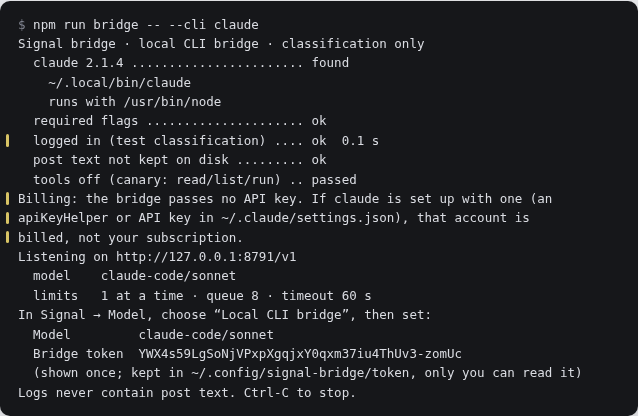 $ npm run bridge -- --cli claude
Signal bridge · local CLI bridge · classification only
claude 2.1.4 ....................... found
~/.local/bin/claude
runs with /usr/bin/node
required flags ..................... ok
logged in (test classification) .... ok  0.1 s
post text not kept on disk ......... ok
tools off (canary: read/list/run) .. passed
Billing: the bridge passes no API key. If claude is set up with one (an
apiKeyHelper or API key in ~/.claude/settings.json), that account is
billed, not your subscription.
Listening on http://127.0.0.1:8791/v1
model    claude-code/sonnet
limits   1 at a time · queue 8 · timeout 60 s
In Signal → Model, choose “Local CLI bridge”, then set:
Model         claude-code/sonnet
Bridge token  YWX4s59LgSoNjVPxpXgqjxY0qxm37iu4ThUv3-zomUc
(shown once; kept in ~/.config/signal-bridge/token, only you can read it)
Logs never contain post text. Ctrl-C to stop.